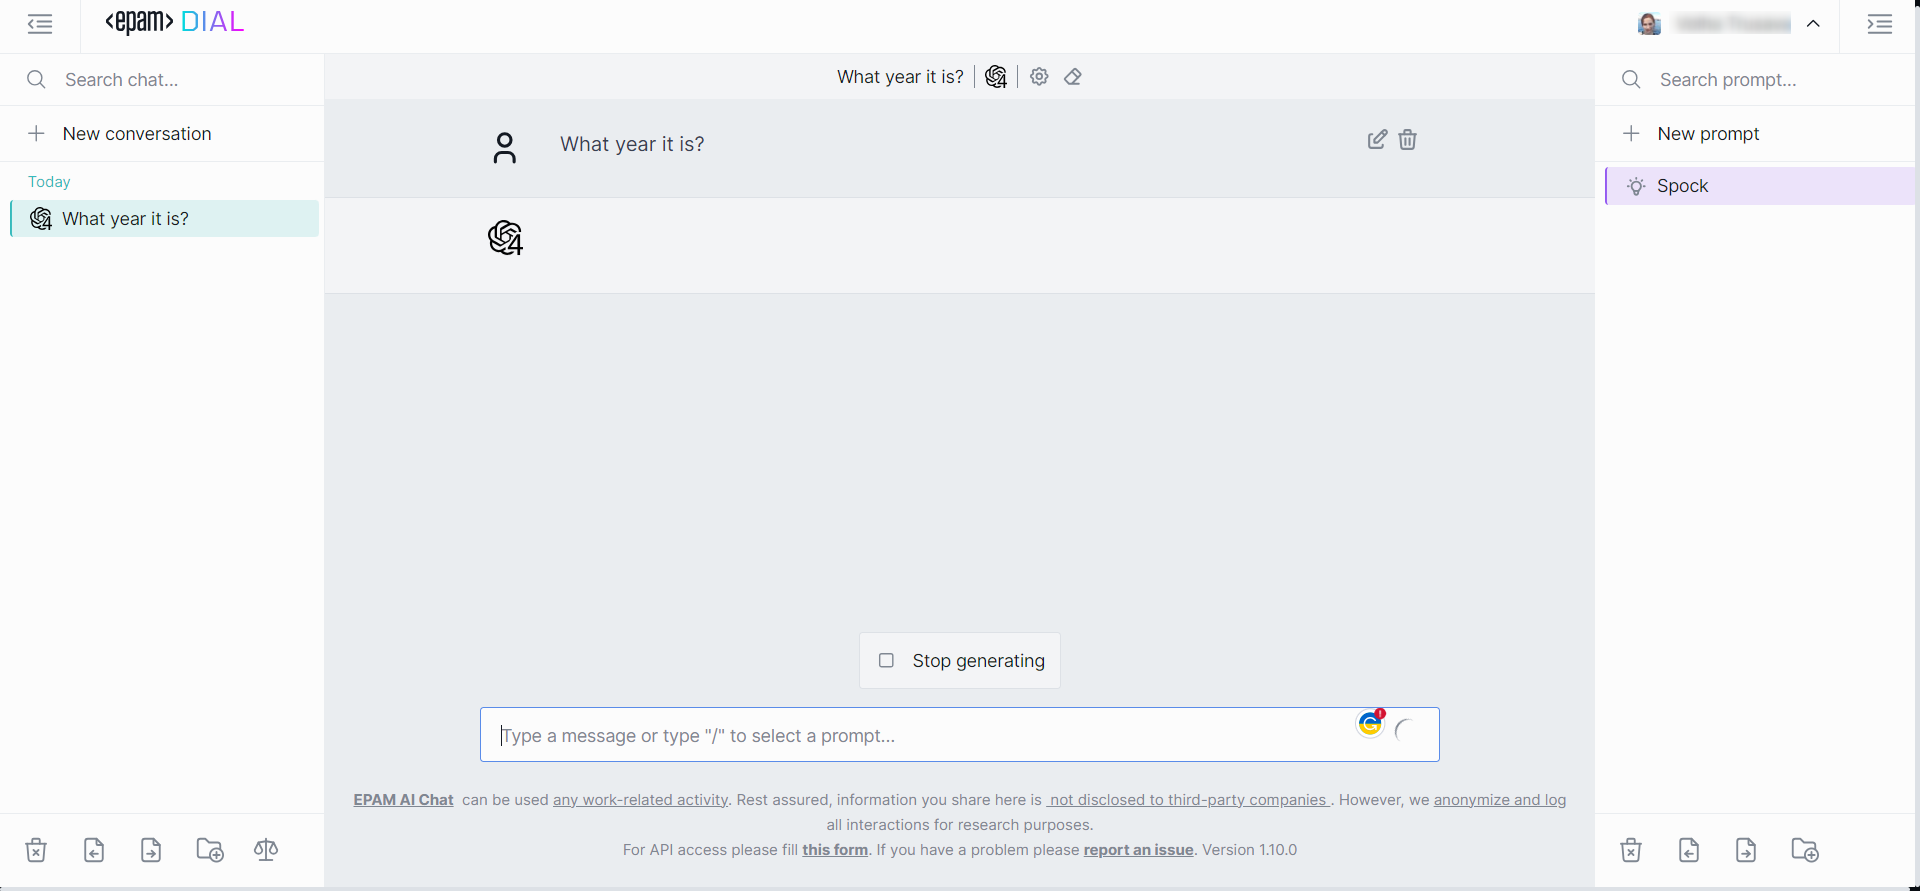 <epam> DIAL
Search chat...
What year it is?
Search prompt...
New conversation
What year it is?
New prompt
Today
Spock
What year it is?
4
Stop generating
Type a message or type "/" to select a prompt...
EPAM AI Chat can be used any work-related activity. Rest assured, information you share here is not disclosed to third-party companies . However, we anonymize and log
all interactions for research purposes.
For API access please fill this form. If you have a problem please report an issue. Version 1.10.0